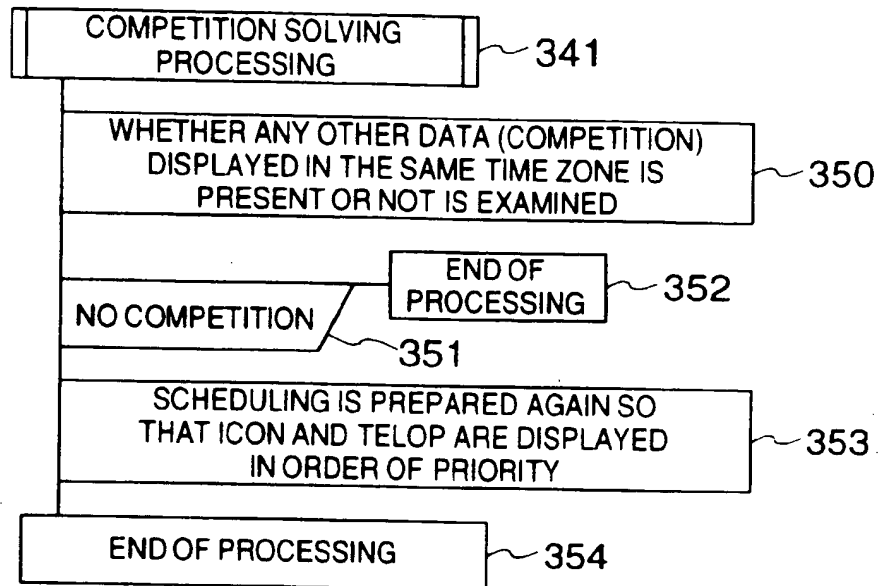 COMPETITION SOLVING
PROCESSING
341
WHETHER ANY OTHER DATA (COMPETITION)
DISPLAYED IN THE SAME TIME ZONE IS
PRESENT OR NOT IS EXAMINED
350
END OF
PROCESSING
352
NO COMPETITION
351
SCHEDULING IS PREPARED AGAIN SO
THAT ICON AND TELOP ARE DISPLAYED
IN ORDER OF PRIORITY
353
END OF PROCESSING
354